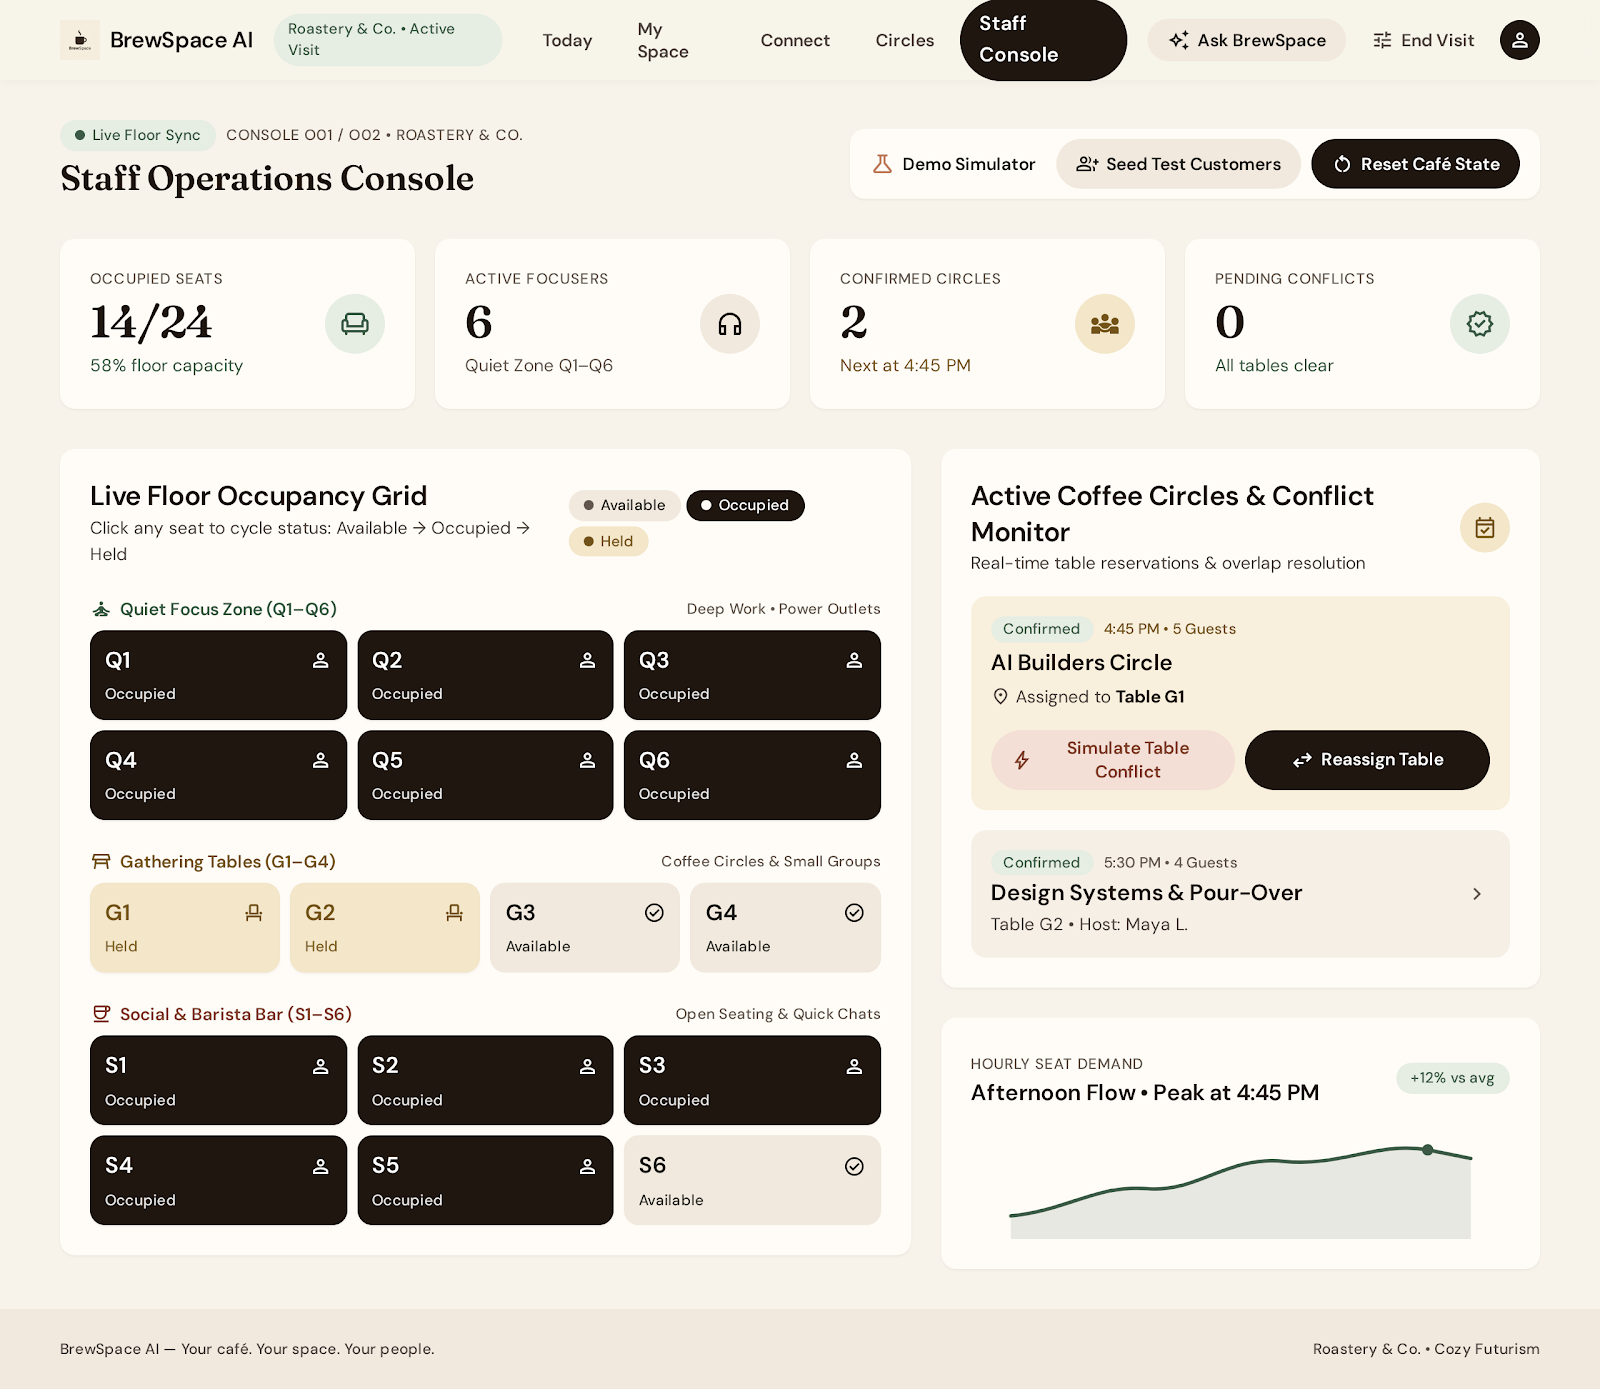 BrewSpace
BrewSpace AI
Roastery & Co. • Active
Visit
Today
My
Space
Connect
Circles
Staff
Console
Ask BrewSpace
End Visit
Live Floor Sync
CONSOLE 001 / 002 • ROASTERY & CO.
Staff Operations Console
Demo Simulator
Seed Test Customers
Reset Café State
OCCUPIED SEATS
14/24
58% floor capacity
ACTIVE FOCUSERS
6
Quiet Zone Q1–Q6
CONFIRMED CIRCLES
2
Next at 4:45 PM
PENDING CONFLICTS
0
All tables clear
Live Floor Occupancy Grid
Click any seat to cycle status: Available → Occupied →
Held
Available
Occupied
Held
Quiet Focus Zone (Q1–Q6)
Deep Work • Power Outlets
Q1
Occupied
Q2
Occupied
Q3
Occupied
Q4
Occupied
Q5
Occupied
Q6
Occupied
Gathering Tables (G1–G4)
Coffee Circles & Small Groups
G1
Held
G2
Held
G3
Available
G4
Available
Social & Barista Bar (S1–S6)
Open Seating & Quick Chats
S1
Occupied
S2
Occupied
S3
Occupied
S4
Occupied
S5
Occupied
S6
Available
Active Coffee Circles & Conflict
Monitor
Real-time table reservations & overlap resolution
Confirmed
4:45 PM • 5 Guests
AI Builders Circle
Assigned to Table G1
Simulate Table
Conflict
Reassign Table
Confirmed
5:30 PM • 4 Guests
Design Systems & Pour-Over
Table G2 • Host: Maya L.
HOURLY SEAT DEMAND
Afternoon Flow • Peak at 4:45 PM
+12% vs avg
BrewSpace AI — Your café. Your space. Your people.
Roastery & Co. • Cozy Futurism